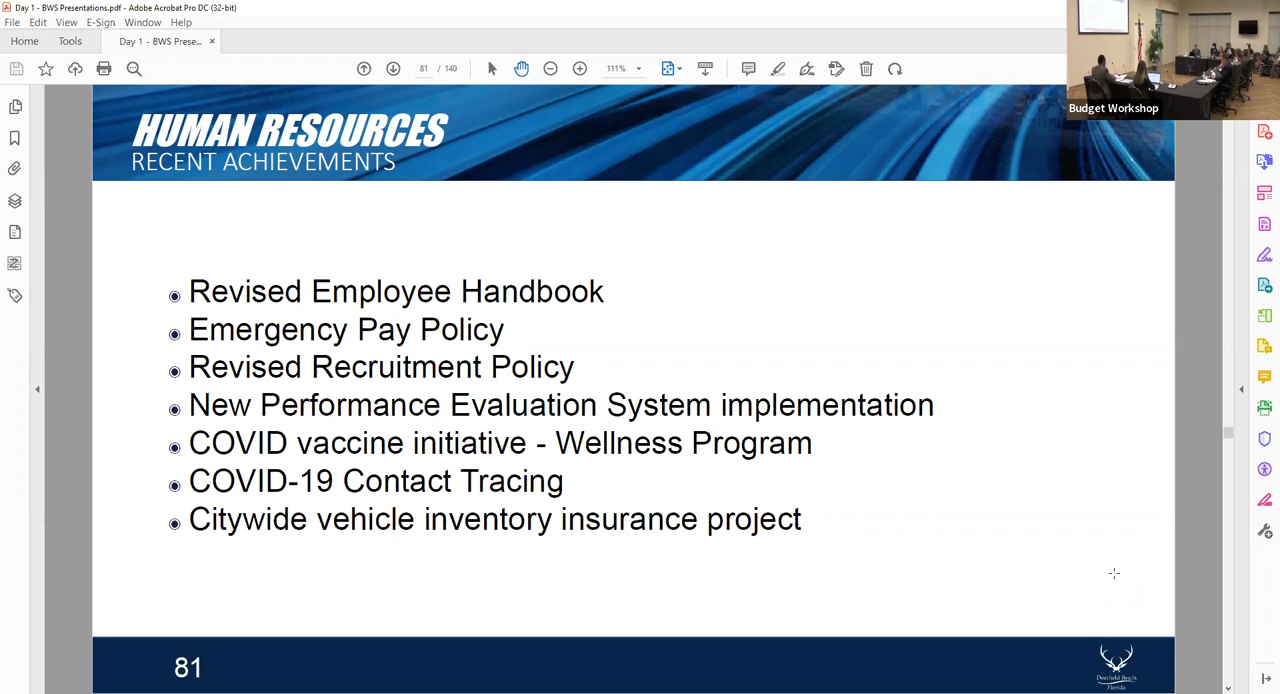 Day 1 - BWS Presentations.pdf - Adobe Acrobat Pro DC (32-bit)
File Edit View E-Sign Window Help
Home Tools Day 1 - BWS Prese... ×
81 / 140 111%
Budget Workshop
HUMAN RESOURCES
RECENT ACHIEVEMENTS
Revised Employee Handbook
Emergency Pay Policy
Revised Recruitment Policy
New Performance Evaluation System implementation
COVID vaccine initiative - Wellness Program
COVID-19 Contact Tracing
Citywide vehicle inventory insurance project
81
Deerfield Beach
Florida